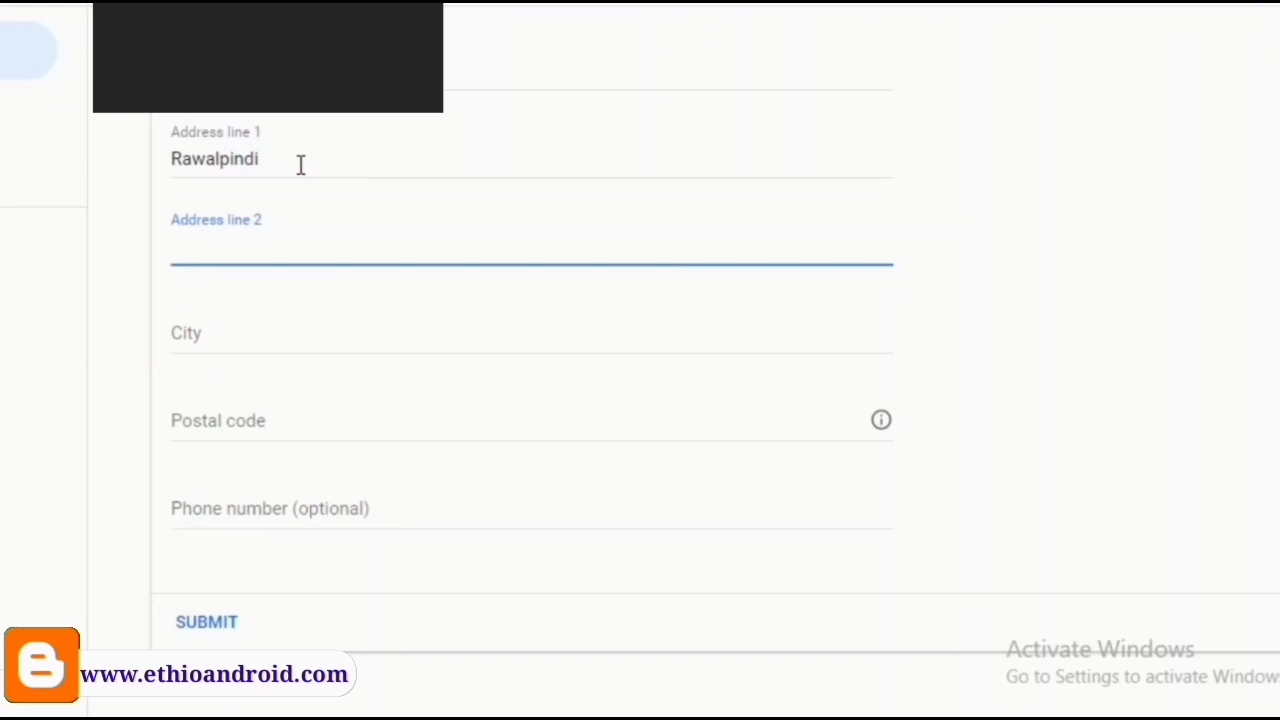 Address line 1
Rawalpindi
Address line 2
City
Postal code
Phone number (optional)
SUBMIT
www.ethioandroid.com
Activate Windows
Go to Settings to activate Windows